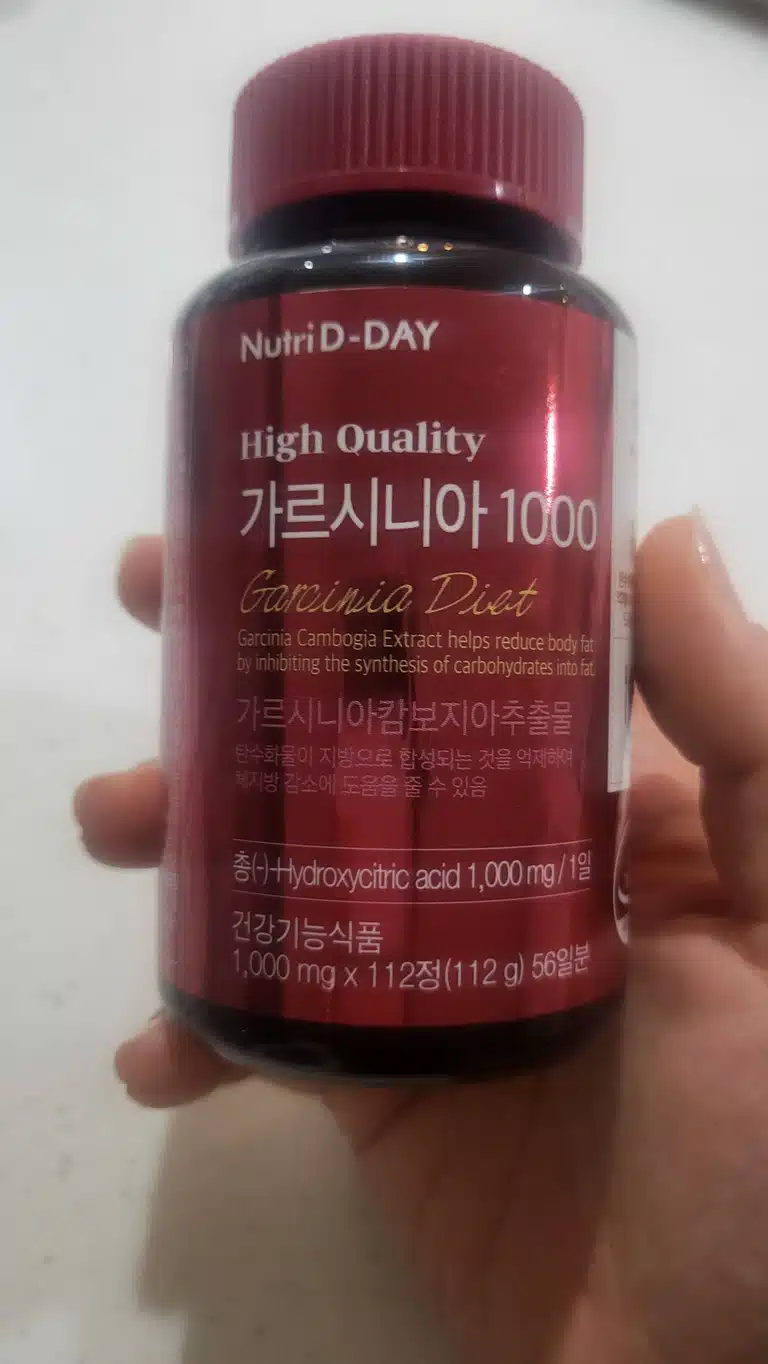 Nutri D-DAY
High Quality
가르시니아 1000
Garcinia Diet
Garcinia Cambogia Extract helps reduce body fat
by inhibiting the synthesis of carbohydrates into fat.
가르시니아캄보지아추출물
탄수화물이 지방으로 합성되는 것을 억제하여
체지방 감소에 도움을 줄 수 있음
총(-)-Hydroxycitric acid 1,000 mg / 1일
건강기능식품
1,000 mg x 112정(112 g) 56일분